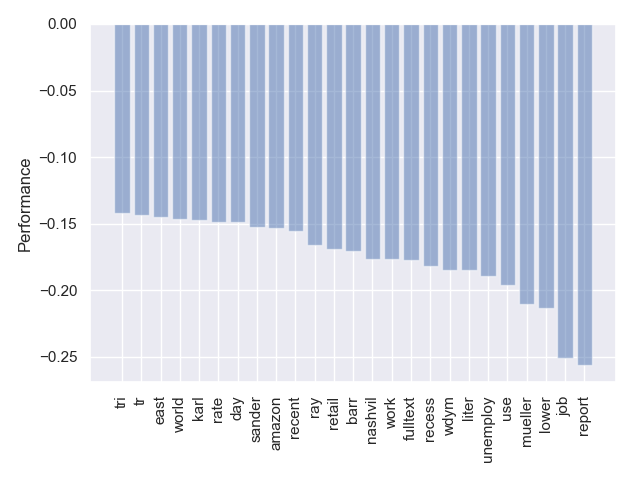 0.00
−0.05
−0.10
−0.15
−0.20
−0.25
Performance
tri
tr
east
world
karl
rate
day
sander
amazon
recent
ray
retail
barr
nashvil
work
fulltext
recess
wdym
liter
unemploy
use
mueller
lower
job
report